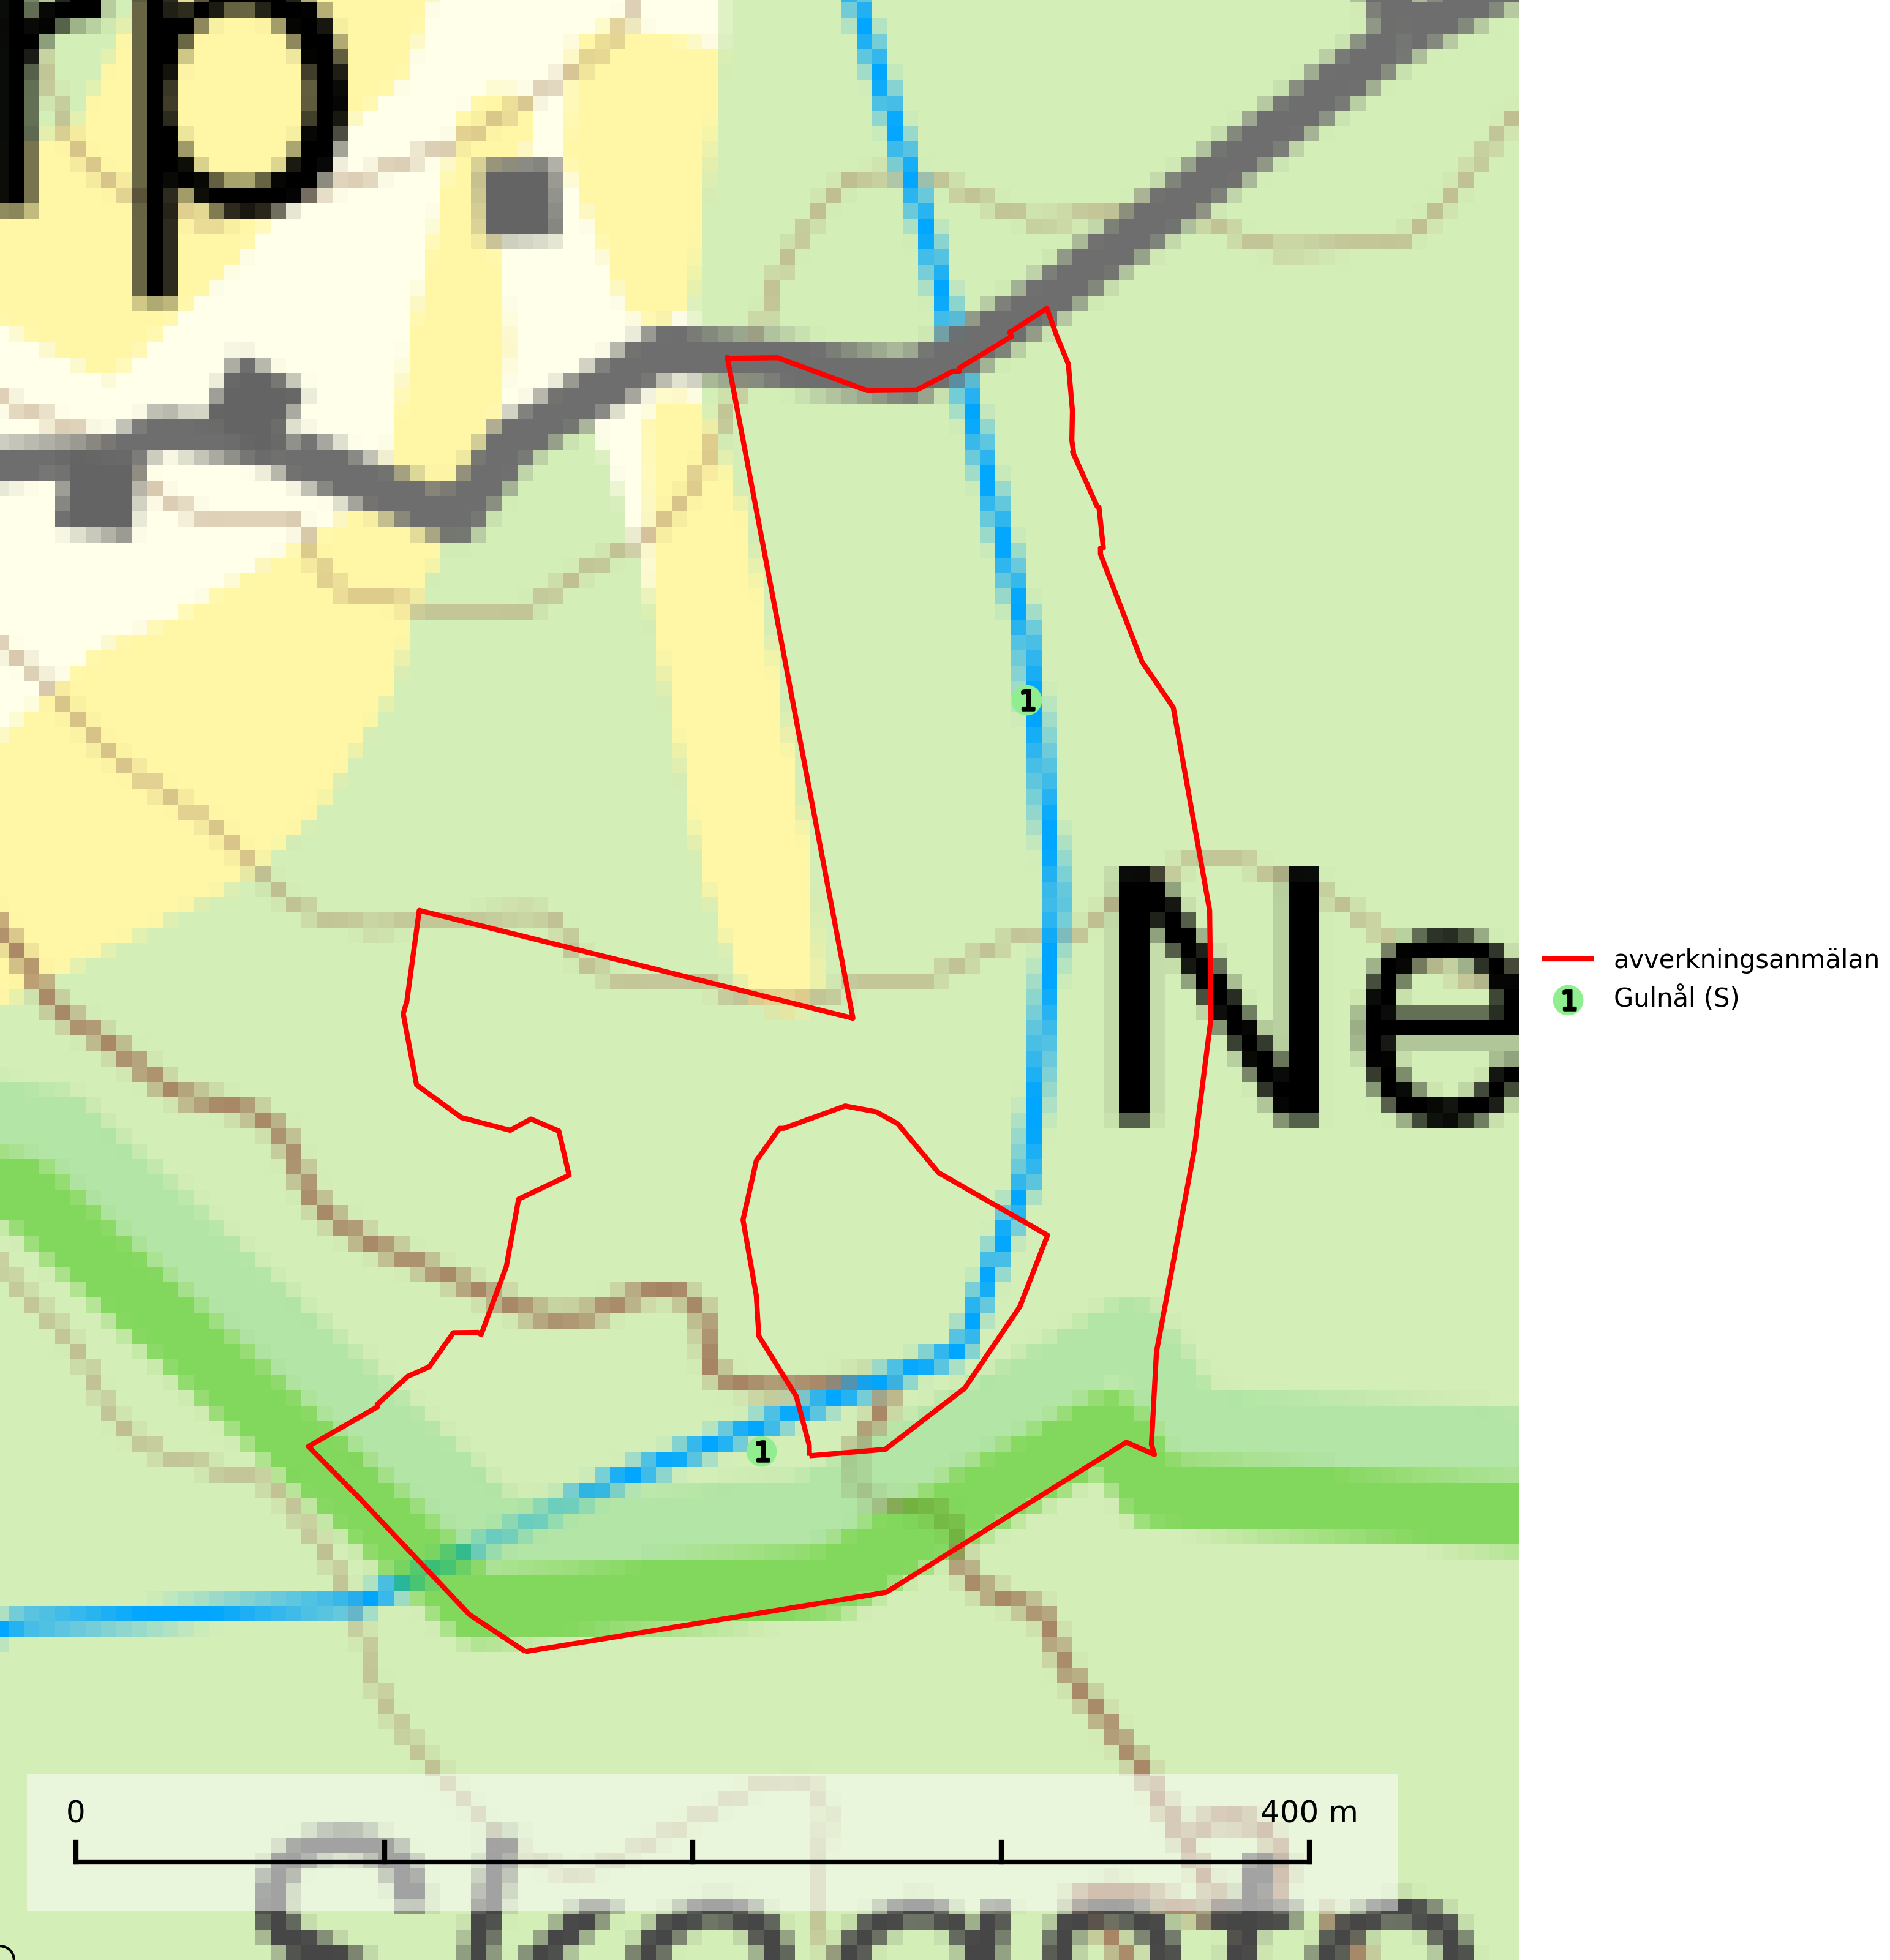 rp
1
Ne
avverkningsanmälan
1 Gulnål (S)
1
0 400 m